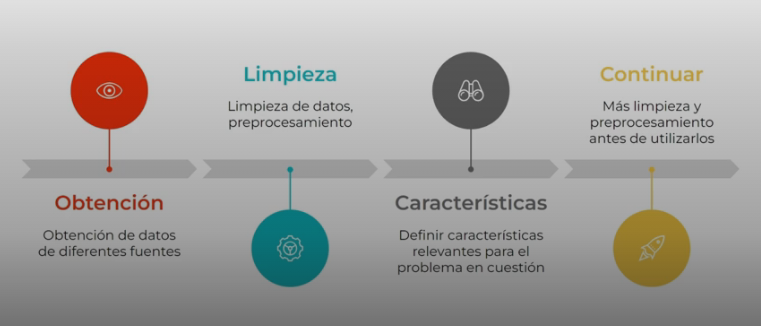 Obtención
Obtención de datos
de diferentes fuentes
Limpieza
Limpieza de datos,
preprocesamiento
Características
Definir características
relevantes para el
problema en cuestión
Continuar
Más limpieza y
preprocesamiento
antes de utilizarlos